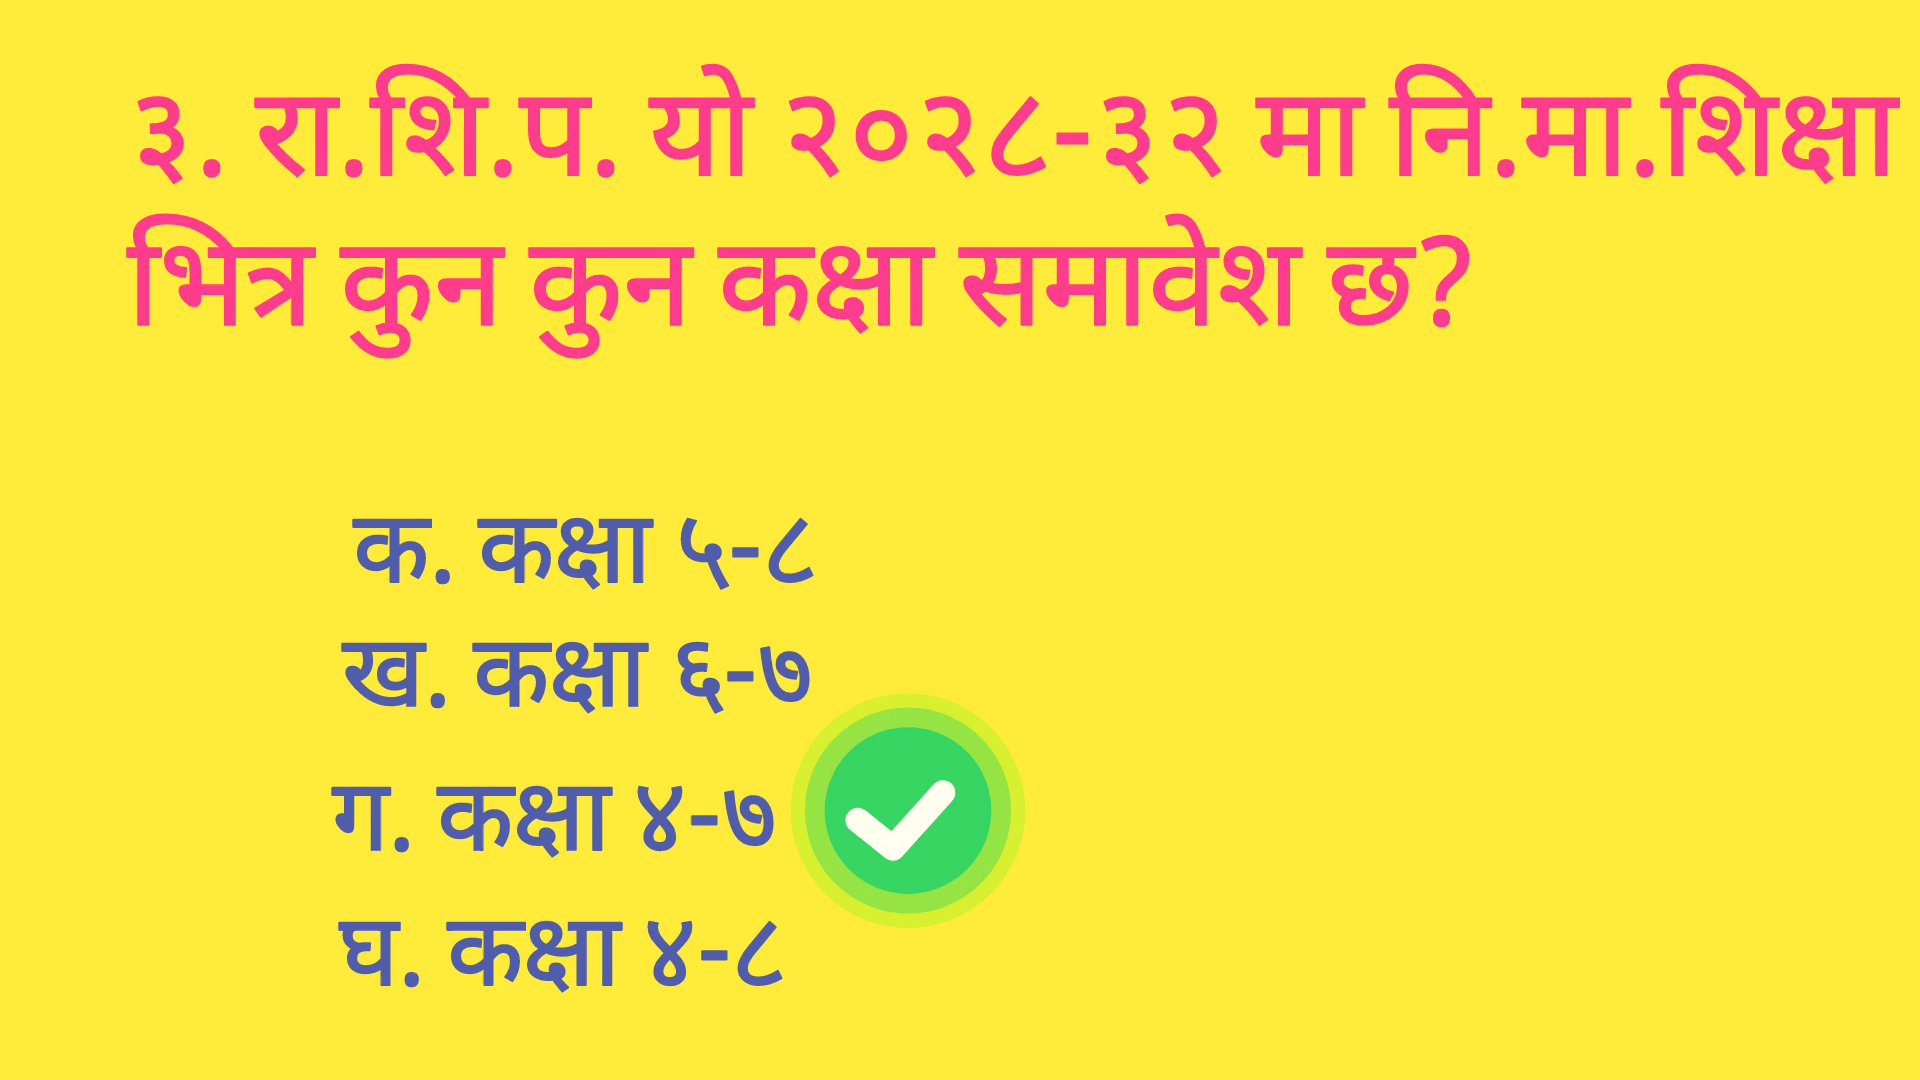 ३. रा.शि.प. यो २०२८-३२ मा नि.मा.शिक्षा
भित्र कुन कुन कक्षा समावेश छ?
क. कक्षा ५-८
ख. कक्षा ६-७
ग. कक्षा ४-७
घ. कक्षा ४-८